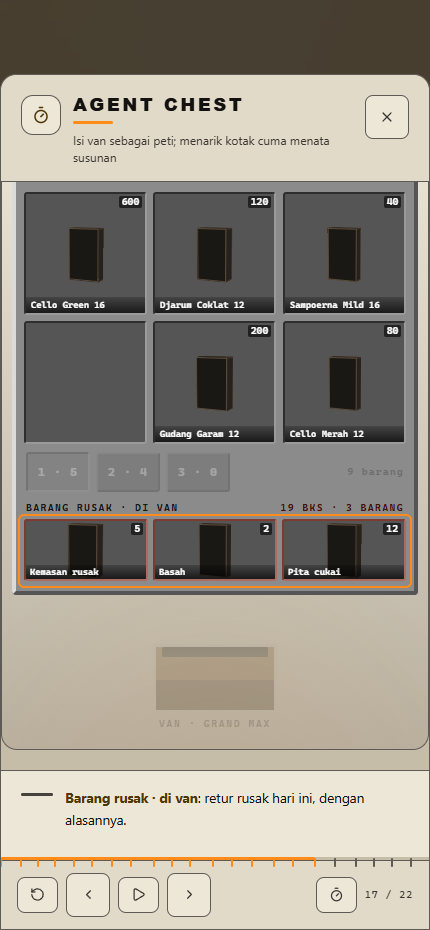 AGENT CHEST
Isi van sebagai peti; menarik kotak cuma menata
susunan
600
120
40
Cello Green 16
Djarum Coklat 12
Sampoerna Mild 16
200
80
Gudang Garam 12
Cello Merah 12
1 · 5
2 · 4
3 · 0
9 barang
BARANG RUSAK · DI VAN
19 BKS · 3 BARANG
5
2
12
Kemasan rusak
Basah
Pita cukai
VAN · GRAND MAX
Barang rusak · di van: retur rusak hari ini, dengan
alasannya.
17 / 22